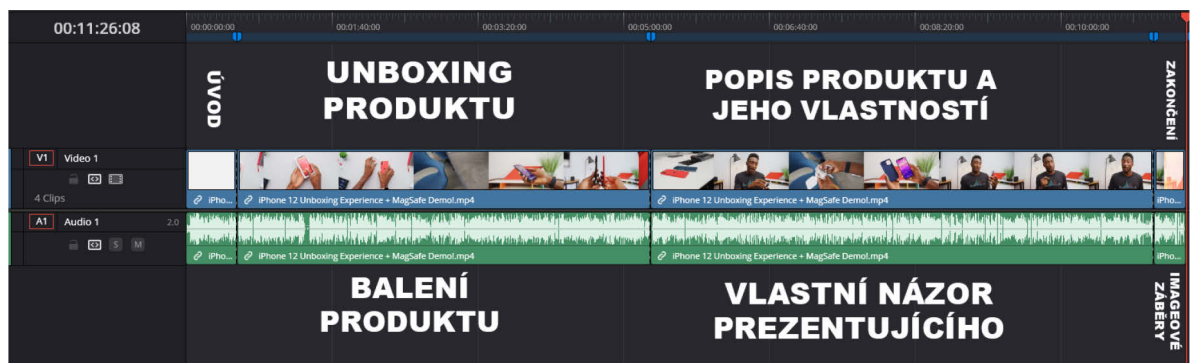 00:11:26:08
00:00:00:00 00:01:40:00 00:03:20:00 00:05:00:00 00:06:40:00 00:08:20:00 00:10:00:00
ÚVOD
UNBOXING
PRODUKTU
POPIS PRODUKTU A
JEHO VLASTNOSTÍ
ZAKONČENÍ
V1 Video 1
4 Clips
iPho... iPhone 12 Unboxing Experience + MagSafe Demo!.mp4 iPhone 12 Unboxing Experience + MagSafe Demo!.mp4 iPho...
A1 Audio 1 2.0
S M
iPho... iPhone 12 Unboxing Experience + MagSafe Demo!.mp4 iPhone 12 Unboxing Experience + MagSafe Demo!.mp4 iPho...
BALENÍ
PRODUKTU
VLASTNÍ NÁZOR
PREZENTUJÍCÍHO
IMAGEOVÉ
ZÁBĚRY